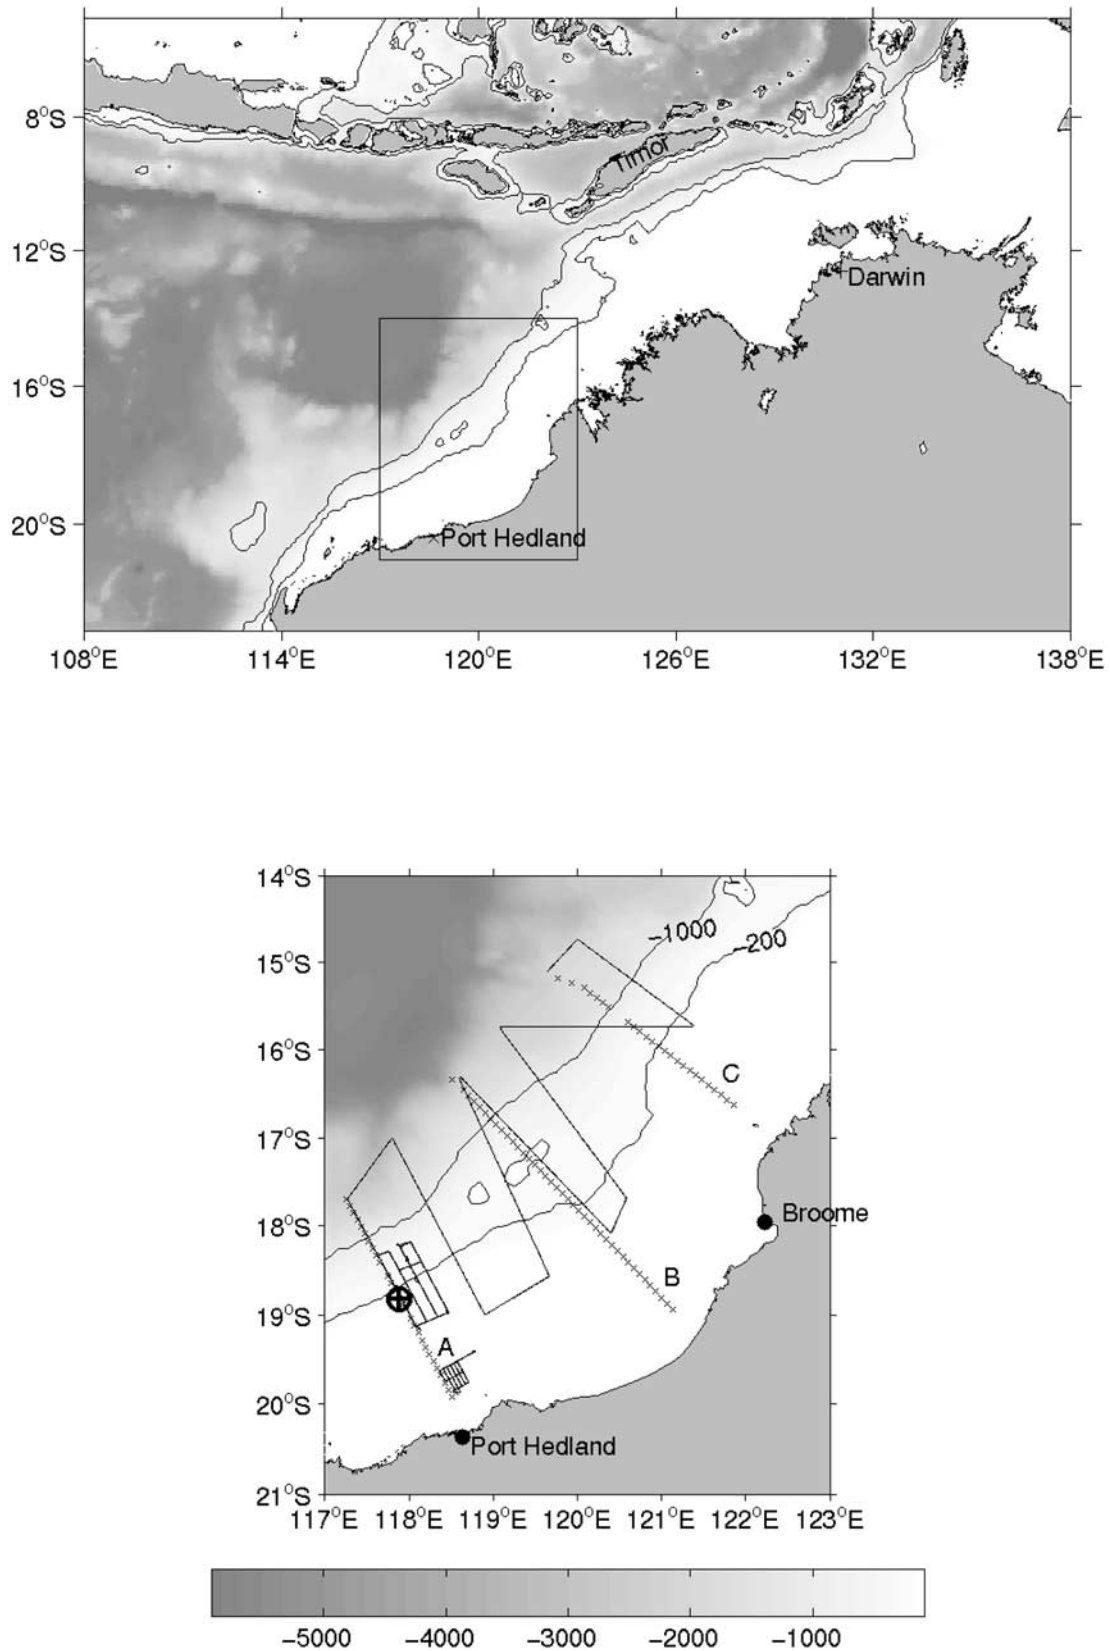 8°S
12°S
16°S
20°S
Timor
Darwin
Port Hedland
108°E 114°E 120°E 126°E 132°E 138°E
14°S
15°S
16°S
17°S
18°S
19°S
20°S
21°S
-1000
-200
C
Broome
B
A
Port Hedland
117°E 118°E 119°E 120°E 121°E 122°E 123°E
-5000 -4000 -3000 -2000 -1000